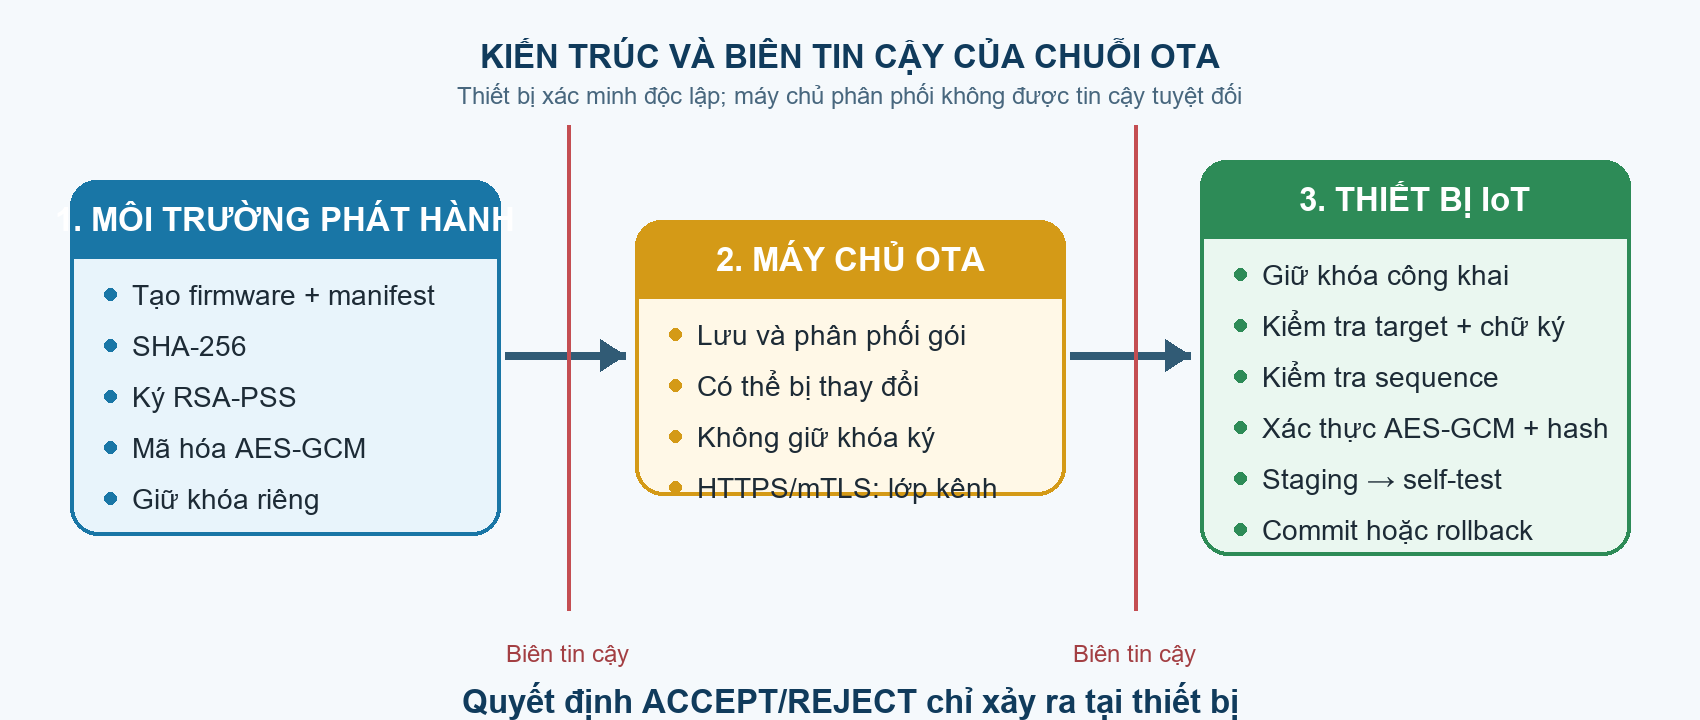 KIẾN TRÚC VÀ BIÊN TIN CẬY CỦA CHUỖI OTA
Thiết bị xác minh độc lập; máy chủ phân phối không được tin cậy tuyệt đối
1. MÔI TRƯỜNG PHÁT HÀNH
Tạo firmware + manifest
SHA-256
Ký RSA-PSS
Mã hóa AES-GCM
Giữ khóa riêng
2. MÁY CHỦ OTA
Lưu và phân phối gói
Có thể bị thay đổi
Không giữ khóa ký
HTTPS/mTLS: lớp kênh
3. THIẾT BỊ IoT
Giữ khóa công khai
Kiểm tra target + chữ ký
Kiểm tra sequence
Xác thực AES-GCM + hash
Staging → self-test
Commit hoặc rollback
Biên tin cậy
Biên tin cậy
Quyết định ACCEPT/REJECT chỉ xảy ra tại thiết bị